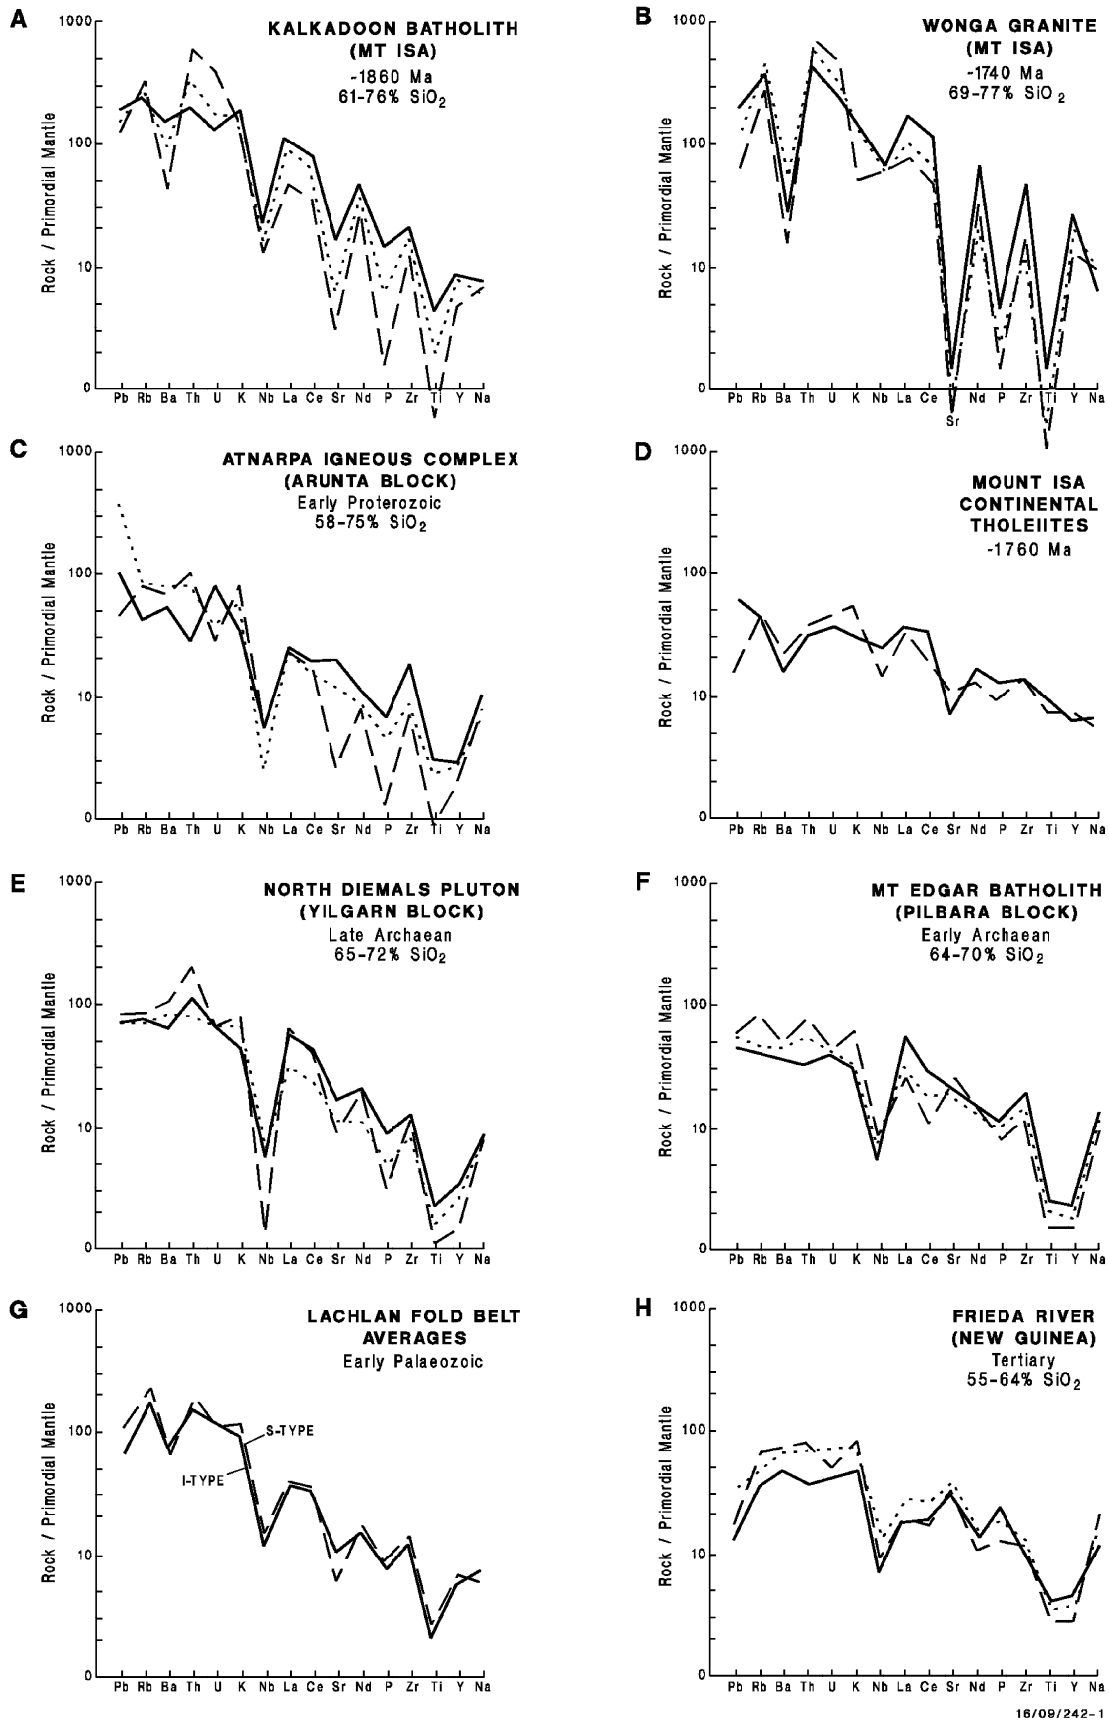 A
KALKADOON BATHOLITH
(MT ISA)
-1860 Ma
61-76% SiO2
1000
100
10
0
Rock / Primordial Mantle
Pb Rb Ba Th U K Nb La Ce Sr Nd P Zr Ti Y Na
B
WONGA GRANITE
(MT ISA)
-1740 Ma
69-77% SiO2
1000
100
10
0
Rock / Primordial Mantle
Pb Rb Ba Th U K Nb La Ce Sr Nd P Zr Ti Y Na
C
ATNARPA IGNEOUS COMPLEX
(ARUNTA BLOCK)
Early Proterozoic
58-75% SiO2
1000
100
10
0
Rock / Primordial Mantle
Pb Rb Ba Th U K Nb La Ce Sr Nd P Zr Ti Y Na
D
MOUNT ISA
CONTINENTAL
THOLEIITES
-1760 Ma
1000
100
10
0
Rock / Primordial Mantle
Pb Rb Ba Th U K Nb La Ce Sr Nd P Zr Ti Y Na
E
NORTH DIEMALS PLUTON
(YILGARN BLOCK)
Late Archaean
65-72% SiO2
1000
100
10
0
Rock / Primordial Mantle
Pb Rb Ba Th U K Nb La Ce Sr Nd P Zr Ti Y Na
F
MT EDGAR BATHOLITH
(PILBARA BLOCK)
Early Archaean
64-70% SiO2
1000
100
10
0
Rock / Primordial Mantle
Pb Rb Ba Th U K Nb La Ce Sr Nd P Zr Ti Y Na
G
LACHLAN FOLD BELT
AVERAGES
Early Palaeozoic
S-TYPE
I-TYPE
1000
100
10
0
Rock / Primordial Mantle
Pb Rb Ba Th U K Nb La Ce Sr Nd P Zr Ti Y Na
H
FRIEDA RIVER
(NEW GUINEA)
Tertiary
55-64% SiO2
1000
100
10
0
Rock / Primordial Mantle
Pb Rb Ba Th U K Nb La Ce Sr Nd P Zr Ti Y Na
16/09/242-1